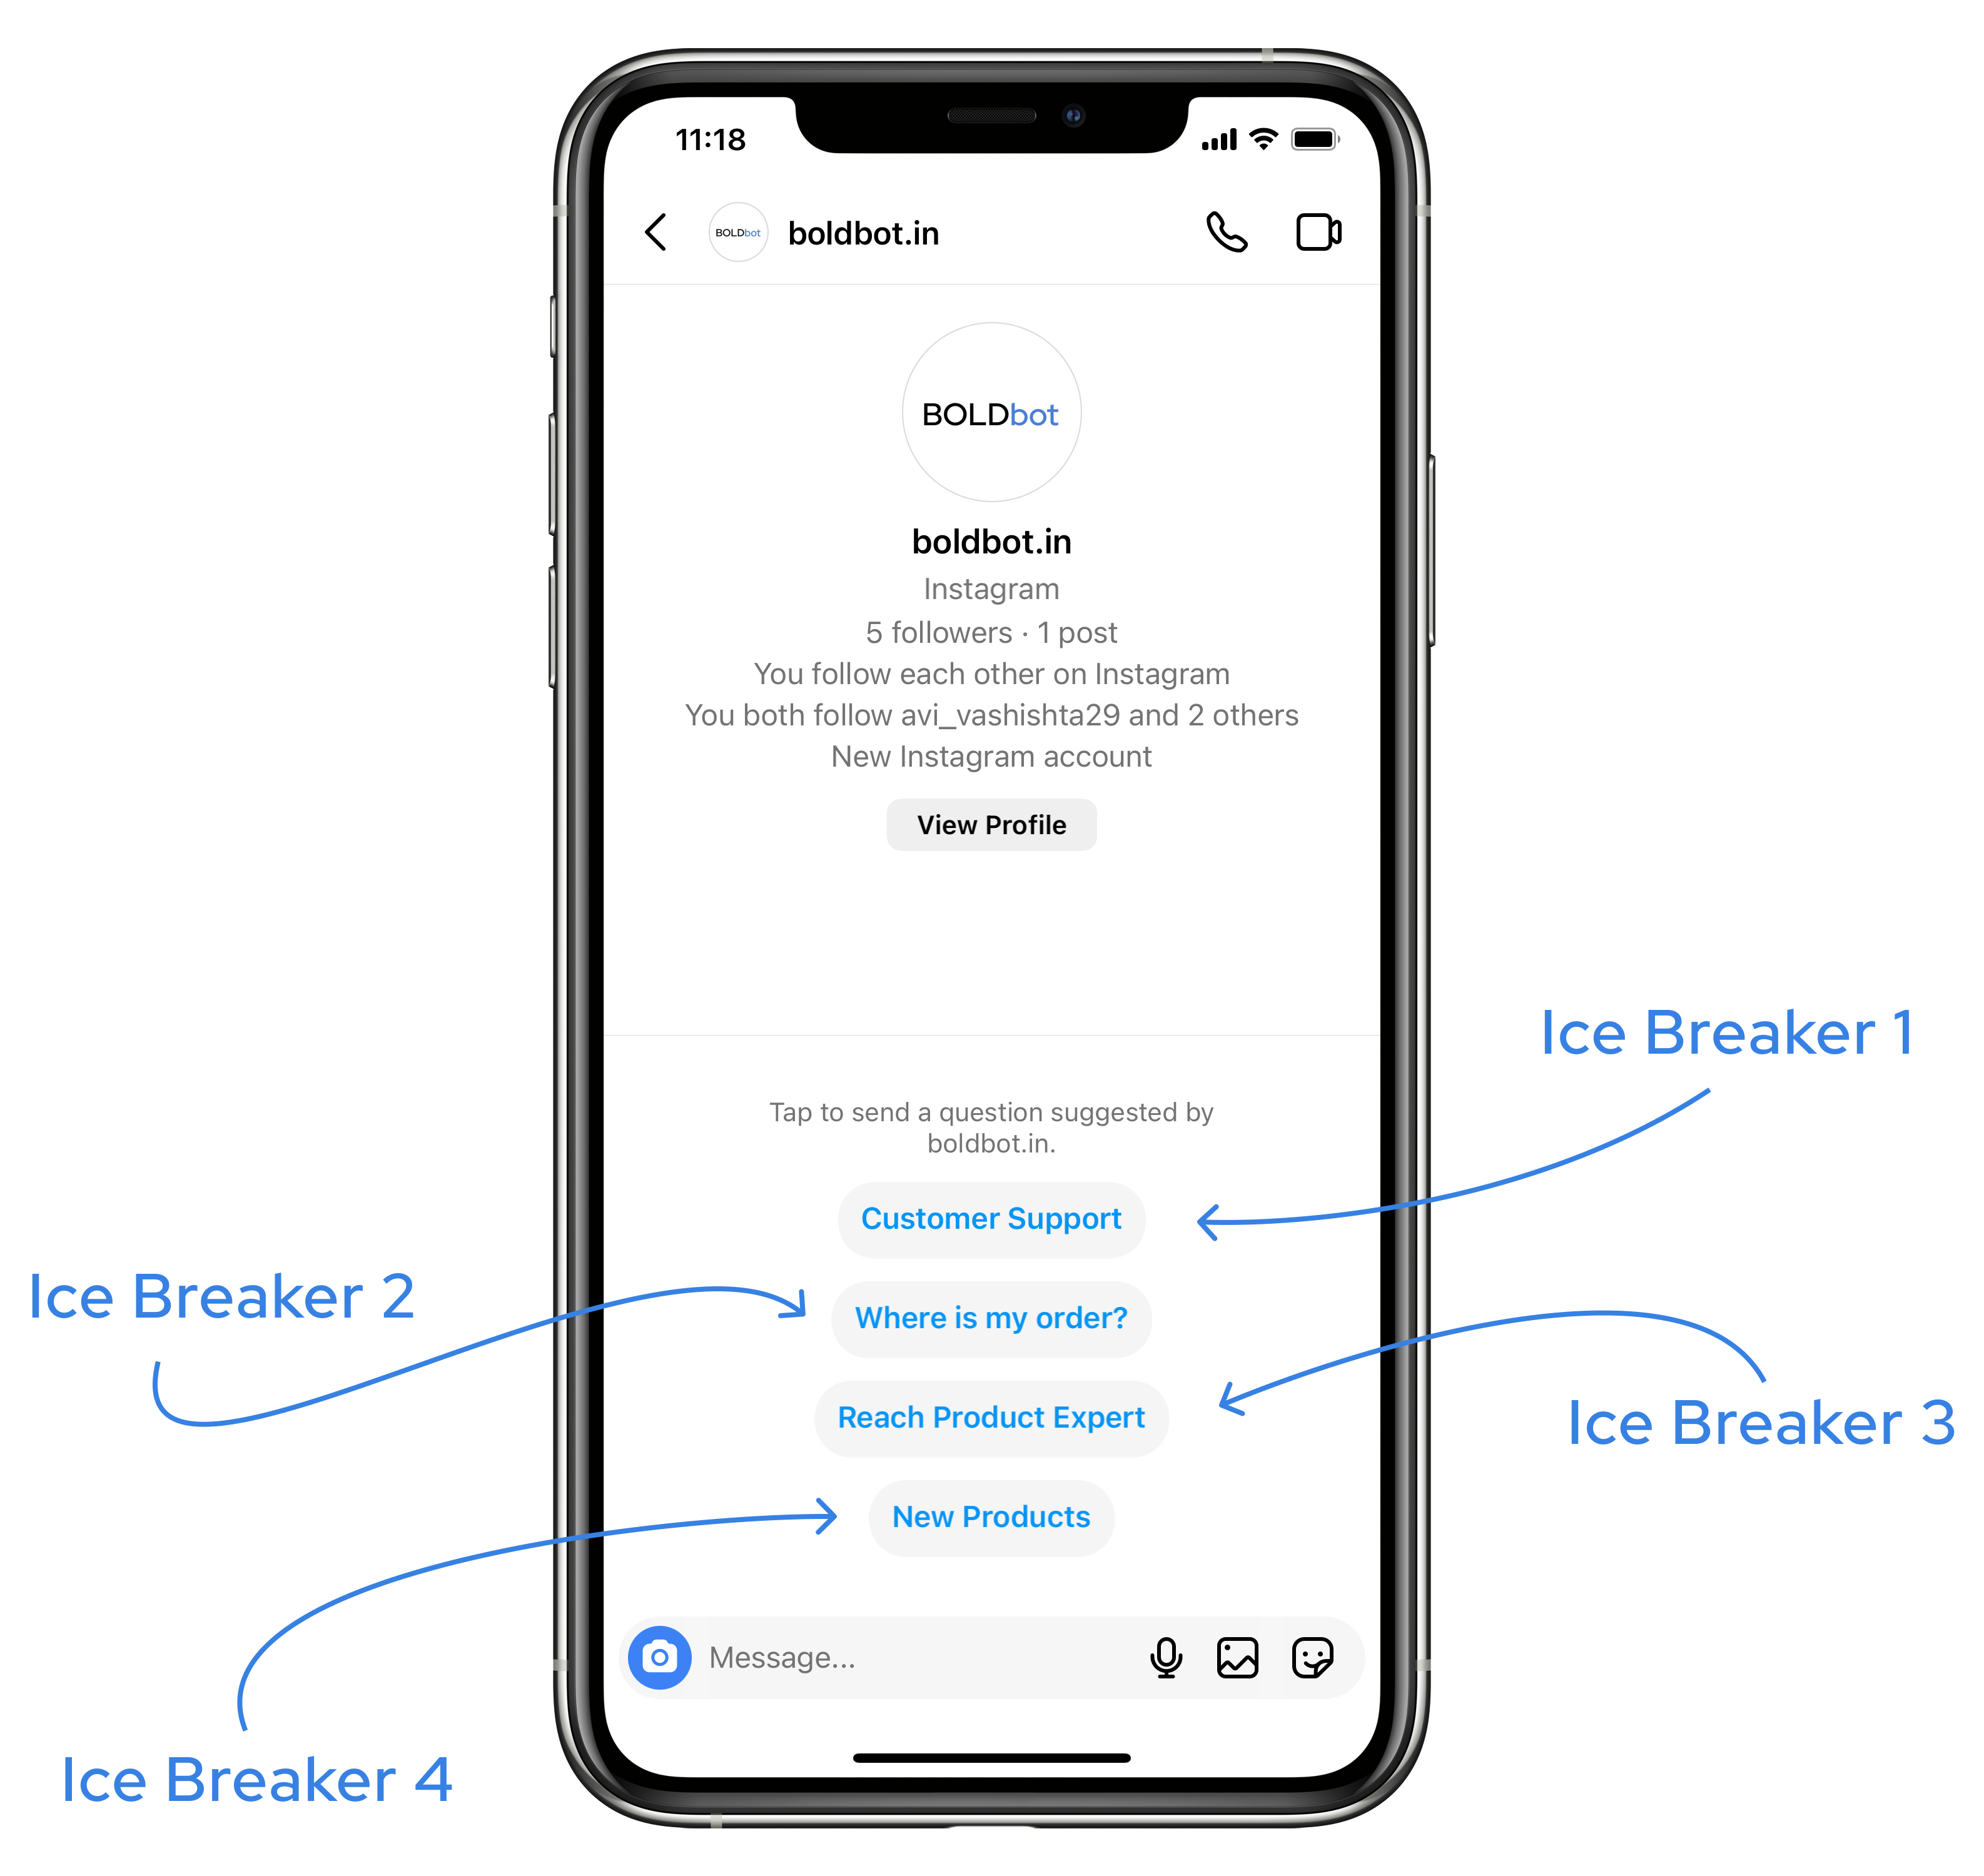 11:18
BOLDbot
boldbot.in
BOLDbot
boldbot.in
Instagram
5 followers · 1 post
You follow each other on Instagram
You both follow avi_vashishta29 and 2 others
New Instagram account
View Profile
Ice Breaker 1
Tap to send a question suggested by
boldbot.in.
Customer Support
Ice Breaker 2
Where is my order?
Reach Product Expert
Ice Breaker 3
New Products
Message...
Ice Breaker 4